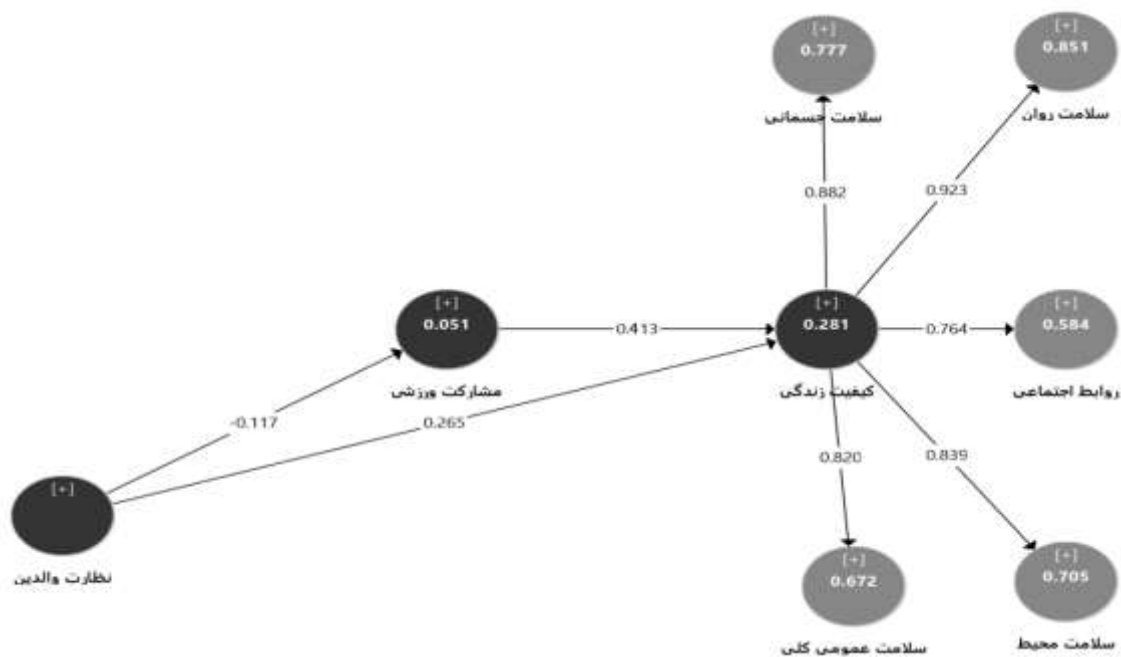 [+]
0.777
سلامت جسمانی
[+]
0.851
سلامت روان
0.882
0.923
[+]
0.051
مشارکت ورزشی
0.413
[+]
0.281
کیفیت زندگی
0.764
[+]
0.584
روابط اجتماعی
-0.117
0.265
0.820
0.839
[+]
نظارت والدین
[+]
0.672
سلامت عمومی کلی
[+]
0.705
سلامت محیط